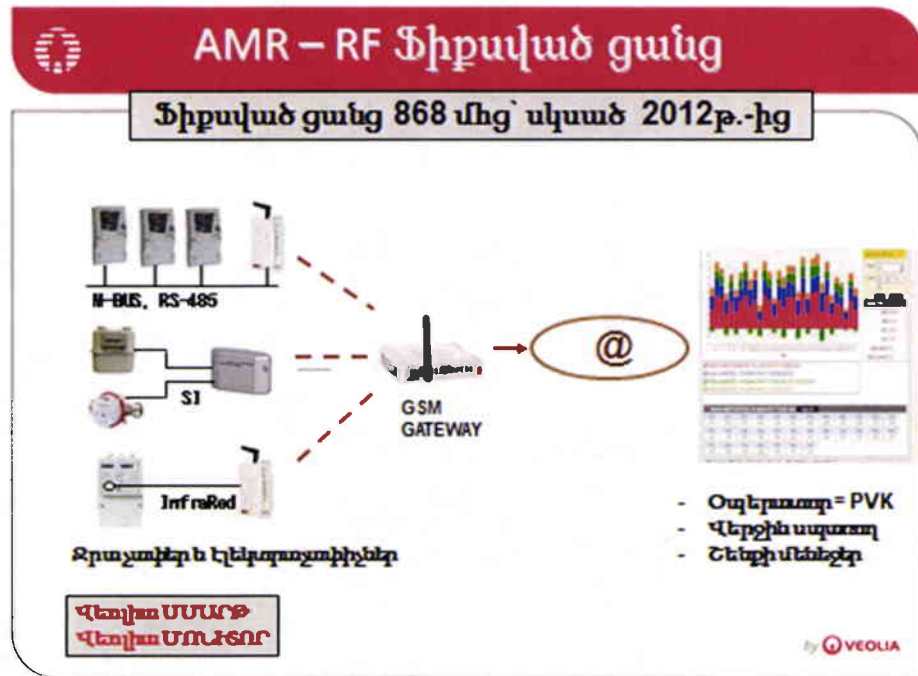 AMR – RF Ֆիքսված ցանց
Ֆիքսված ցանց 868 մհց՝ սկսած 2012թ.-ից
M-BUS, RS-485
SI
InfraRed
GSM
GATEWAY
@
Ջրաչափեր և էլեկտրաչափիչներ
- Օպերատոր = PVK
- Վերջին սպառող
- Շենքի մենեջեր
Վեոլիա ՍՄԱՐԹ
Վեոլիա ՄՈՆԻՏՈՐ
by VEOLIA